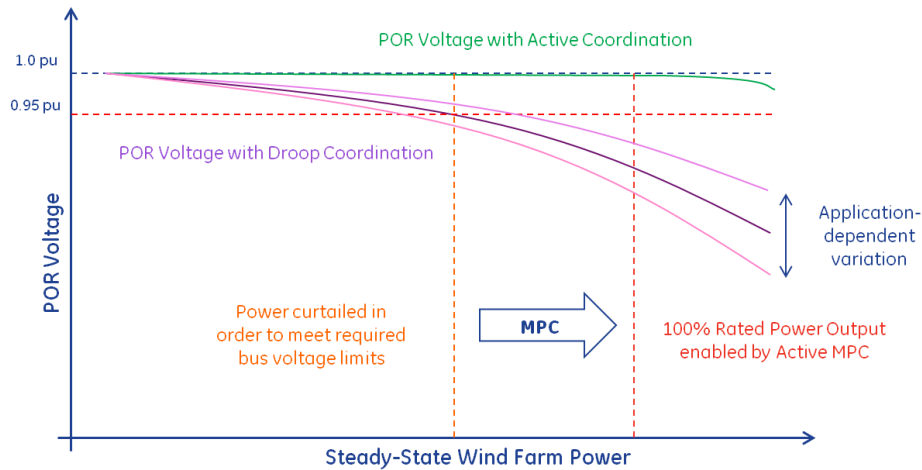 POR Voltage with Active Coordination
1.0 pu
0.95 pu
POR Voltage with Droop Coordination
POR Voltage
Application-
dependent
variation
Power curtailed in
order to meet required
bus voltage limits
MPC
100% Rated Power Output
enabled by Active MPC
Steady-State Wind Farm Power